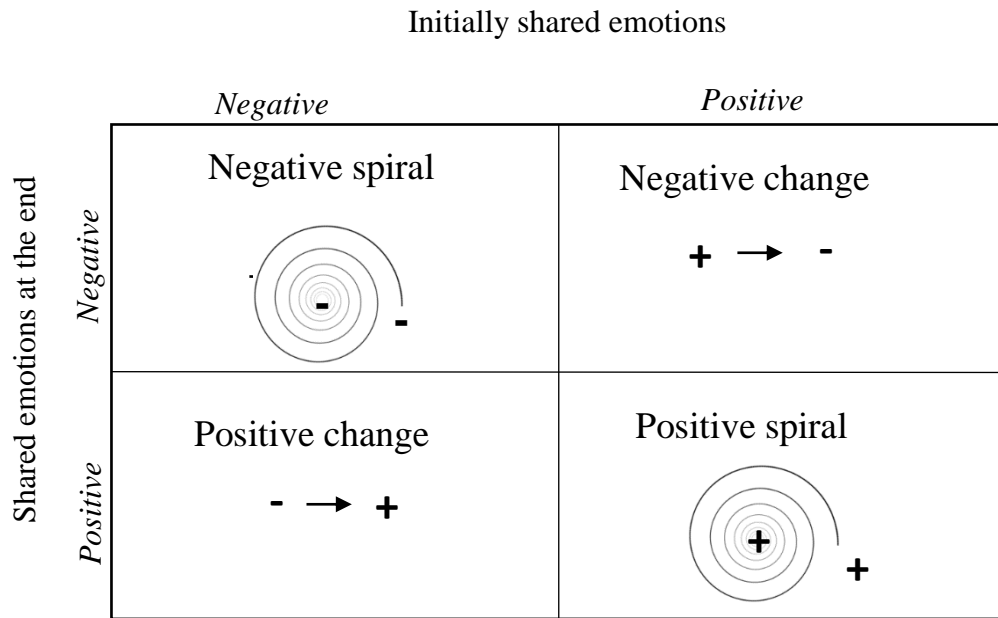 Initially shared emotions
Negative
Positive
Shared emotions at the end
Negative
Negative spiral
-
-
Negative change
+ → -
Positive
Positive change
- → +
Positive spiral
+
+